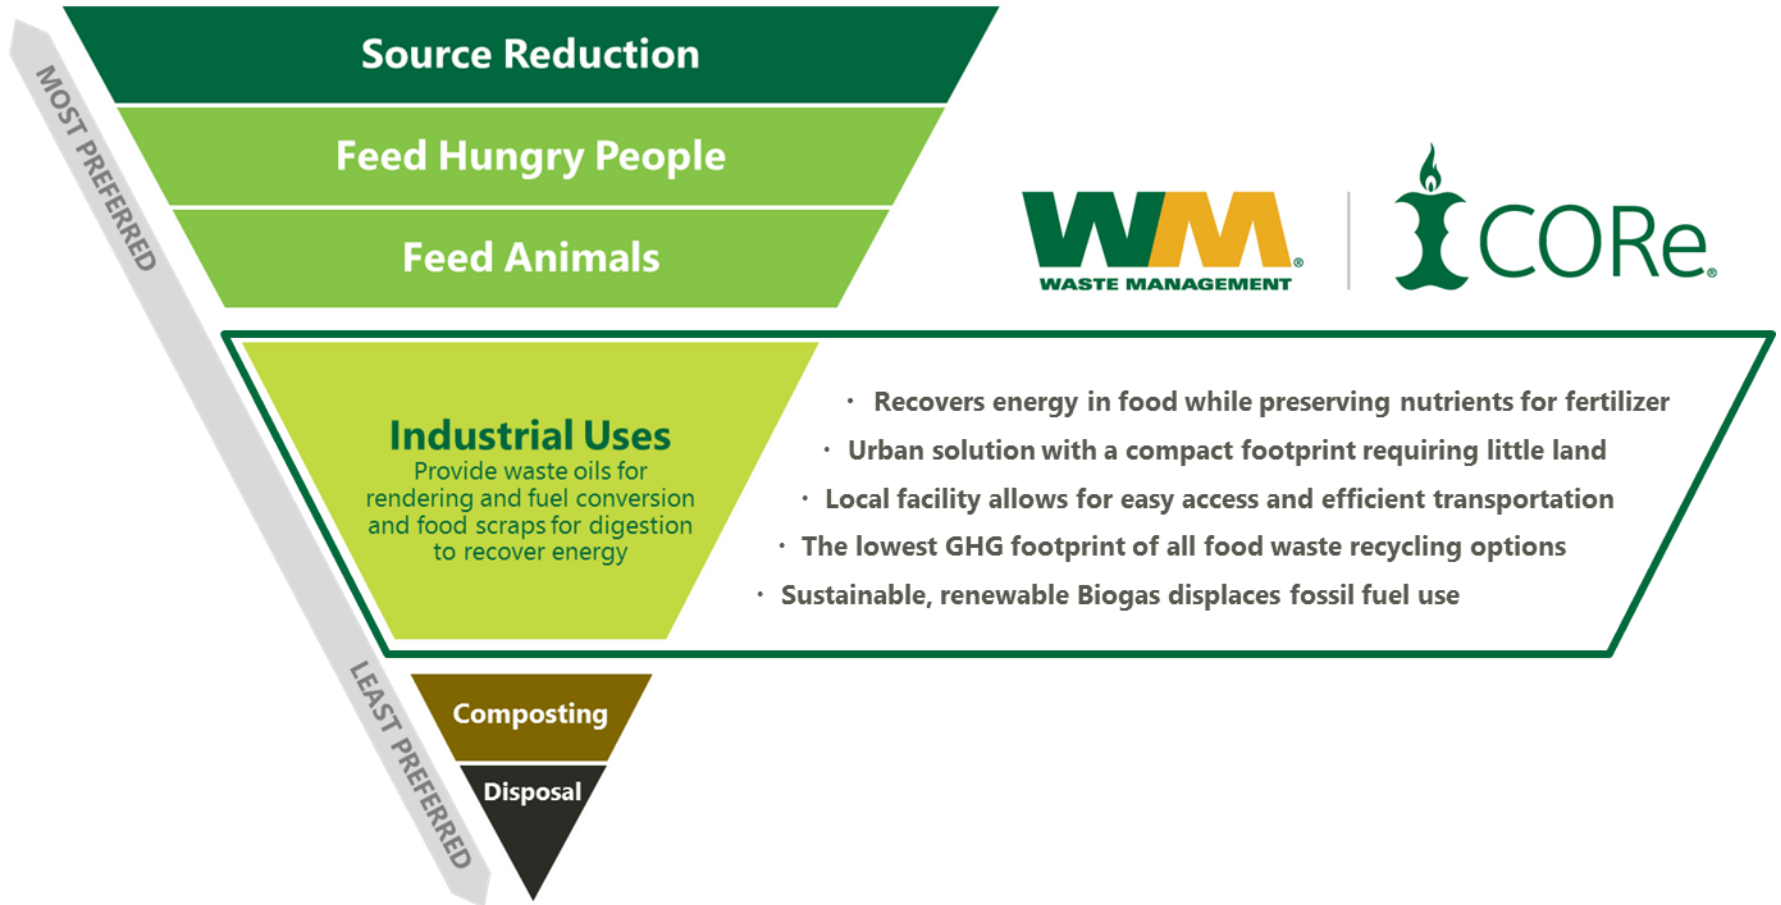 MOST PREFERRED
Source Reduction
Feed Hungry People
Feed Animals
WM®
WASTE MANAGEMENT
CORe®
Industrial Uses
Provide waste oils for
rendering and fuel conversion
and food scraps for digestion
to recover energy
· Recovers energy in food while preserving nutrients for fertilizer
· Urban solution with a compact footprint requiring little land
· Local facility allows for easy access and efficient transportation
· The lowest GHG footprint of all food waste recycling options
· Sustainable, renewable Biogas displaces fossil fuel use
LEAST PREFERRED
Composting
Disposal